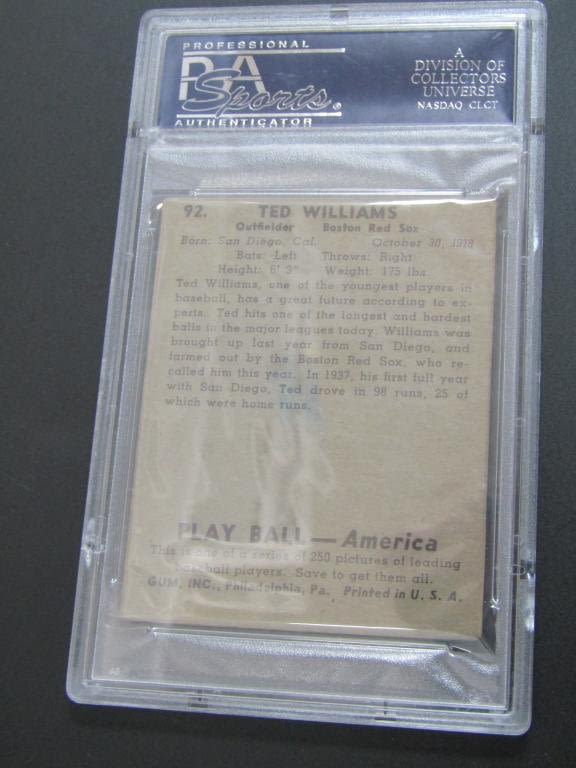 PROFESSIONAL
PSA
Sports®
AUTHENTICATOR
A
DIVISION OF
COLLECTORS
UNIVERSE
NASDAQ CLCT
92. TED WILLIAMS
Outfielder Boston Red Sox
Born: San Diego, Cal. October 30, 1918
Bats: Left Throws: Right
Height: 6' 3" Weight: 175 lbs
Ted Williams, one of the youngest players in
baseball, has a great future according to ex-
perts. Ted hits one of the longest and hardest
balls in the major leagues today. Williams was
brought up last year from San Diego, and
farmed out by the Boston Red Sox, who re-
called him this year. In 1937, his first full year
with San Diego, Ted drove in 98 runs, 25 of
which were home runs.
PLAY BALL — America
This is one of a series of 250 pictures of leading
baseball players. Save to get them all.
GUM, INC., Philadelphia, Pa. Printed in U. S. A.